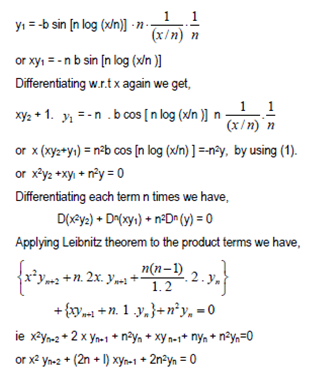 y₁ = -b sin [n log (x/n)] ·n· 1/(x/n) · 1/n
or xy₁ = - n b sin [n log (x/n )]
Differentiating w.r.t x again we get,
xy₂ + 1. y₁ = - n . b cos [ n log (x/n )] n 1/(x/n) · 1/n
or x (xy₂+y₁) = n²b cos [n log (x/n) ] =-n²y, by using (1).
or x²y₂ +xy₁ + n²y = 0
Differentiating each term n times we have,
D(x²y₂) + Dⁿ(xy₁) + n²Dⁿ (y) = 0
Applying Leibnitz theorem to the product terms we have,
{x²yₙ₊₂ + n. 2x. yₙ₊₁ + n(n−1)/1. 2 . 2 . yₙ}
+ {xyₙ₊₁ + n. 1 .yₙ}+ n²yₙ = 0
ie x²yₙ₊₂ + 2 x yₙ₊₁ + n²yₙ + xy ₙ₊₁+ nyₙ + n²yₙ=0
or x² yₙ₊₂ + (2n + l) xyₙ₊₁ + 2n²yₙ = 0